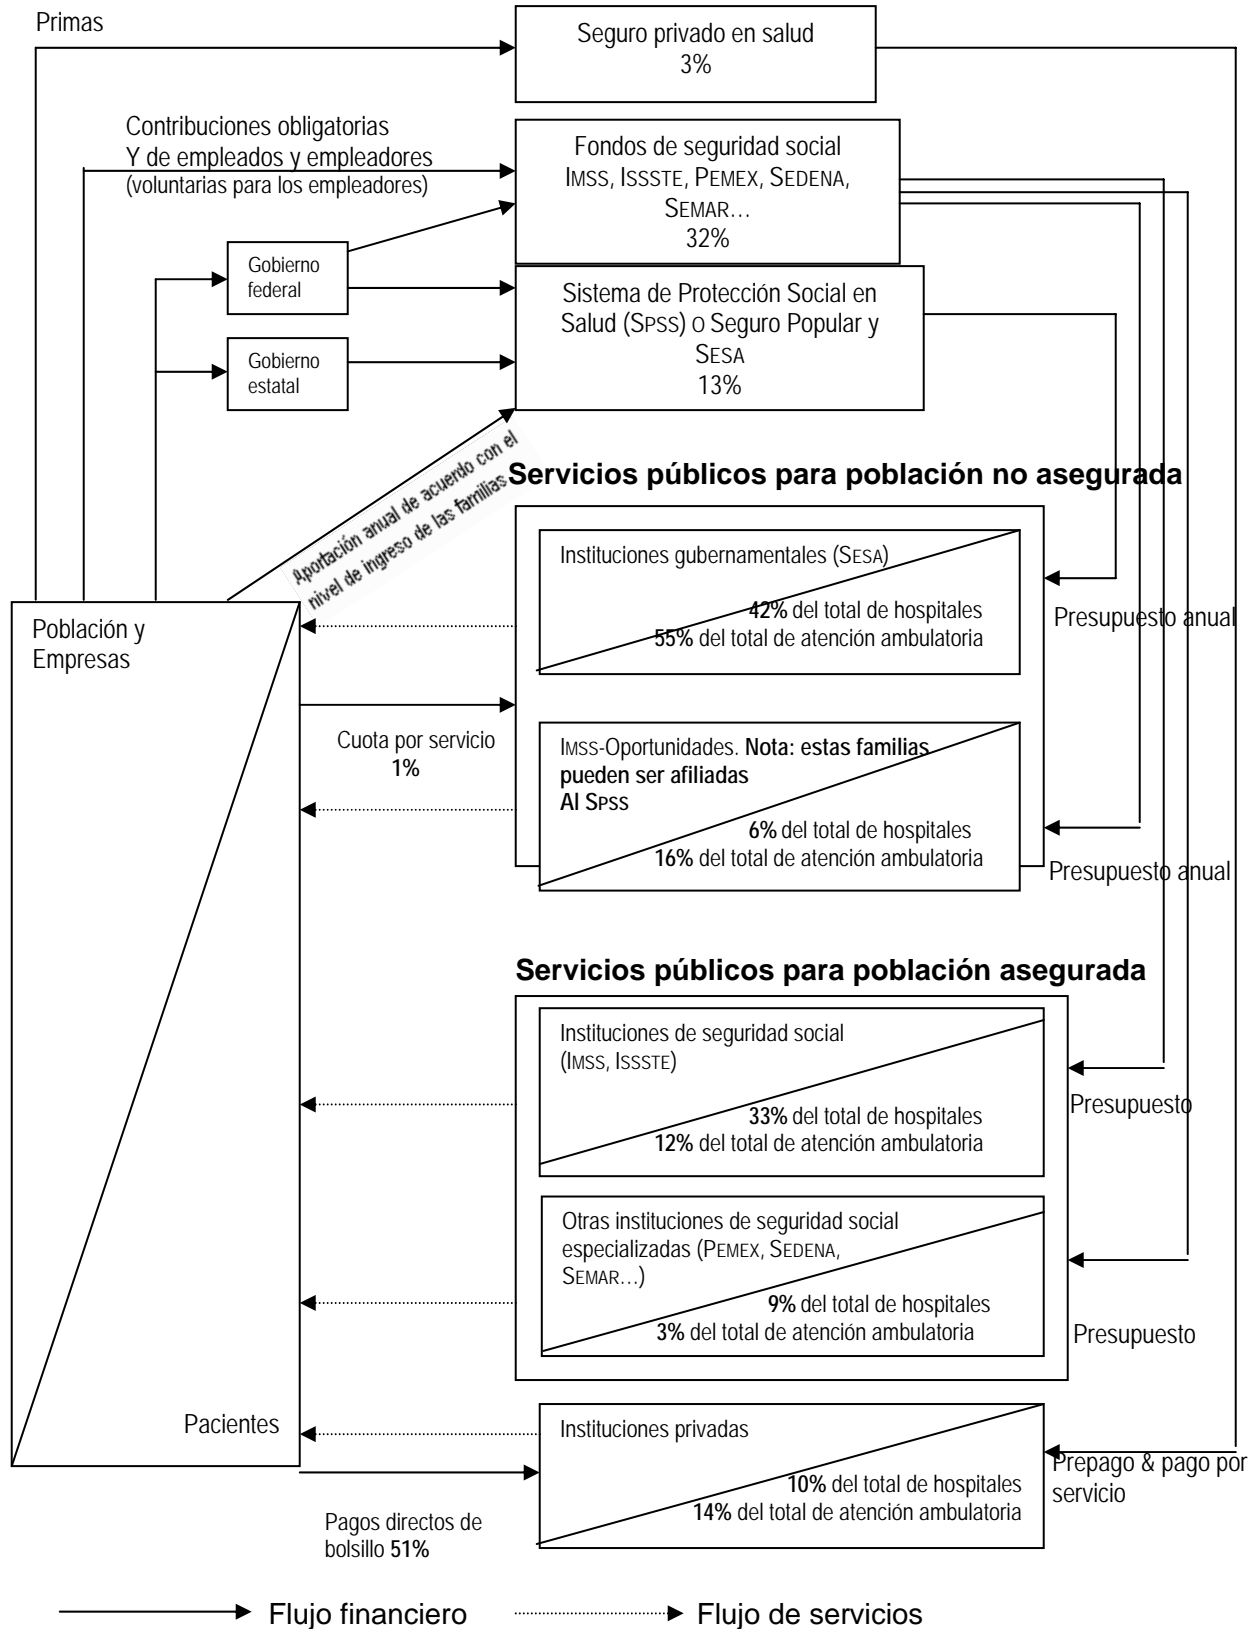 Primas
Seguro privado en salud
3%
Contribuciones obligatorias
Y de empleados y empleadores
(voluntarias para los empleadores)
Fondos de seguridad social
IMSS, ISSSTE, PEMEX, SEDENA,
SEMAR…
32%
Gobierno
federal
Sistema de Protección Social en
Salud (SPSS) O Seguro Popular y
SESA
13%
Gobierno
estatal
Aportación anual de acuerdo con el
nivel de ingreso de las familias
Servicios públicos para población no asegurada
Instituciones gubernamentales (SESA)
42% del total de hospitales
55% del total de atención ambulatoria
Presupuesto anual
Población y
Empresas
Cuota por servicio
1%
IMSS-Oportunidades. Nota: estas familias
pueden ser afiliadas
Al SPSS
6% del total de hospitales
16% del total de atención ambulatoria
Presupuesto anual
Servicios públicos para población asegurada
Instituciones de seguridad social
(IMSS, ISSSTE)
33% del total de hospitales
12% del total de atención ambulatoria
Presupuesto
Otras instituciones de seguridad social
especializadas (PEMEX, SEDENA,
SEMAR…)
9% del total de hospitales
3% del total de atención ambulatoria
Presupuesto
Pacientes
Instituciones privadas
10% del total de hospitales
14% del total de atención ambulatoria
Prepago & pago por
servicio
Pagos directos de
bolsillo 51%
Flujo financiero
Flujo de servicios